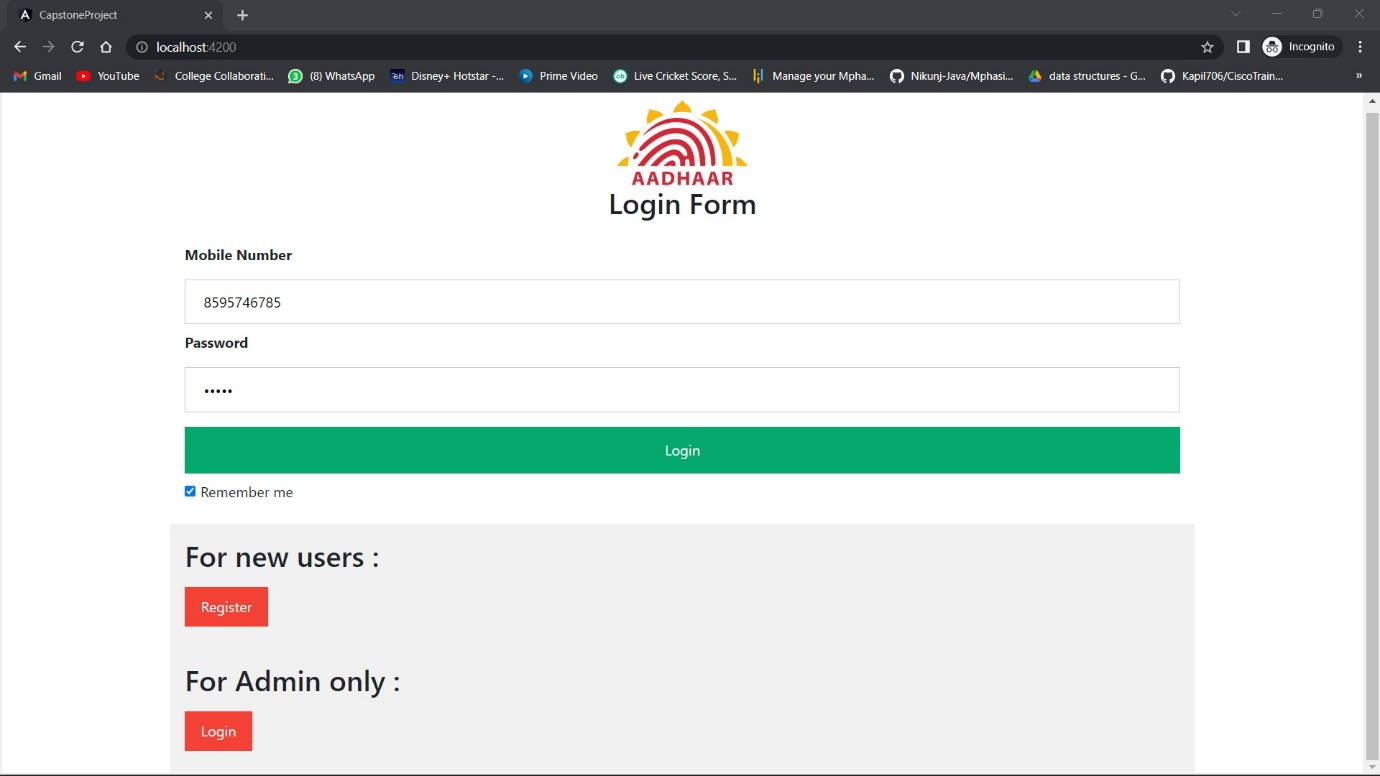 CapstoneProject
localhost:4200
Incognito
Gmail YouTube College Collaborati... (8) WhatsApp Disney+ Hotstar -... Prime Video Live Cricket Score, S... Manage your Mpha... Nikunj-Java/Mphasi... data structures - G... Kapil706/CiscoTrain... »
AADHAAR
Login Form
Mobile Number
8595746785
Password
•••••
Login
Remember me
For new users :
Register
For Admin only :
Login